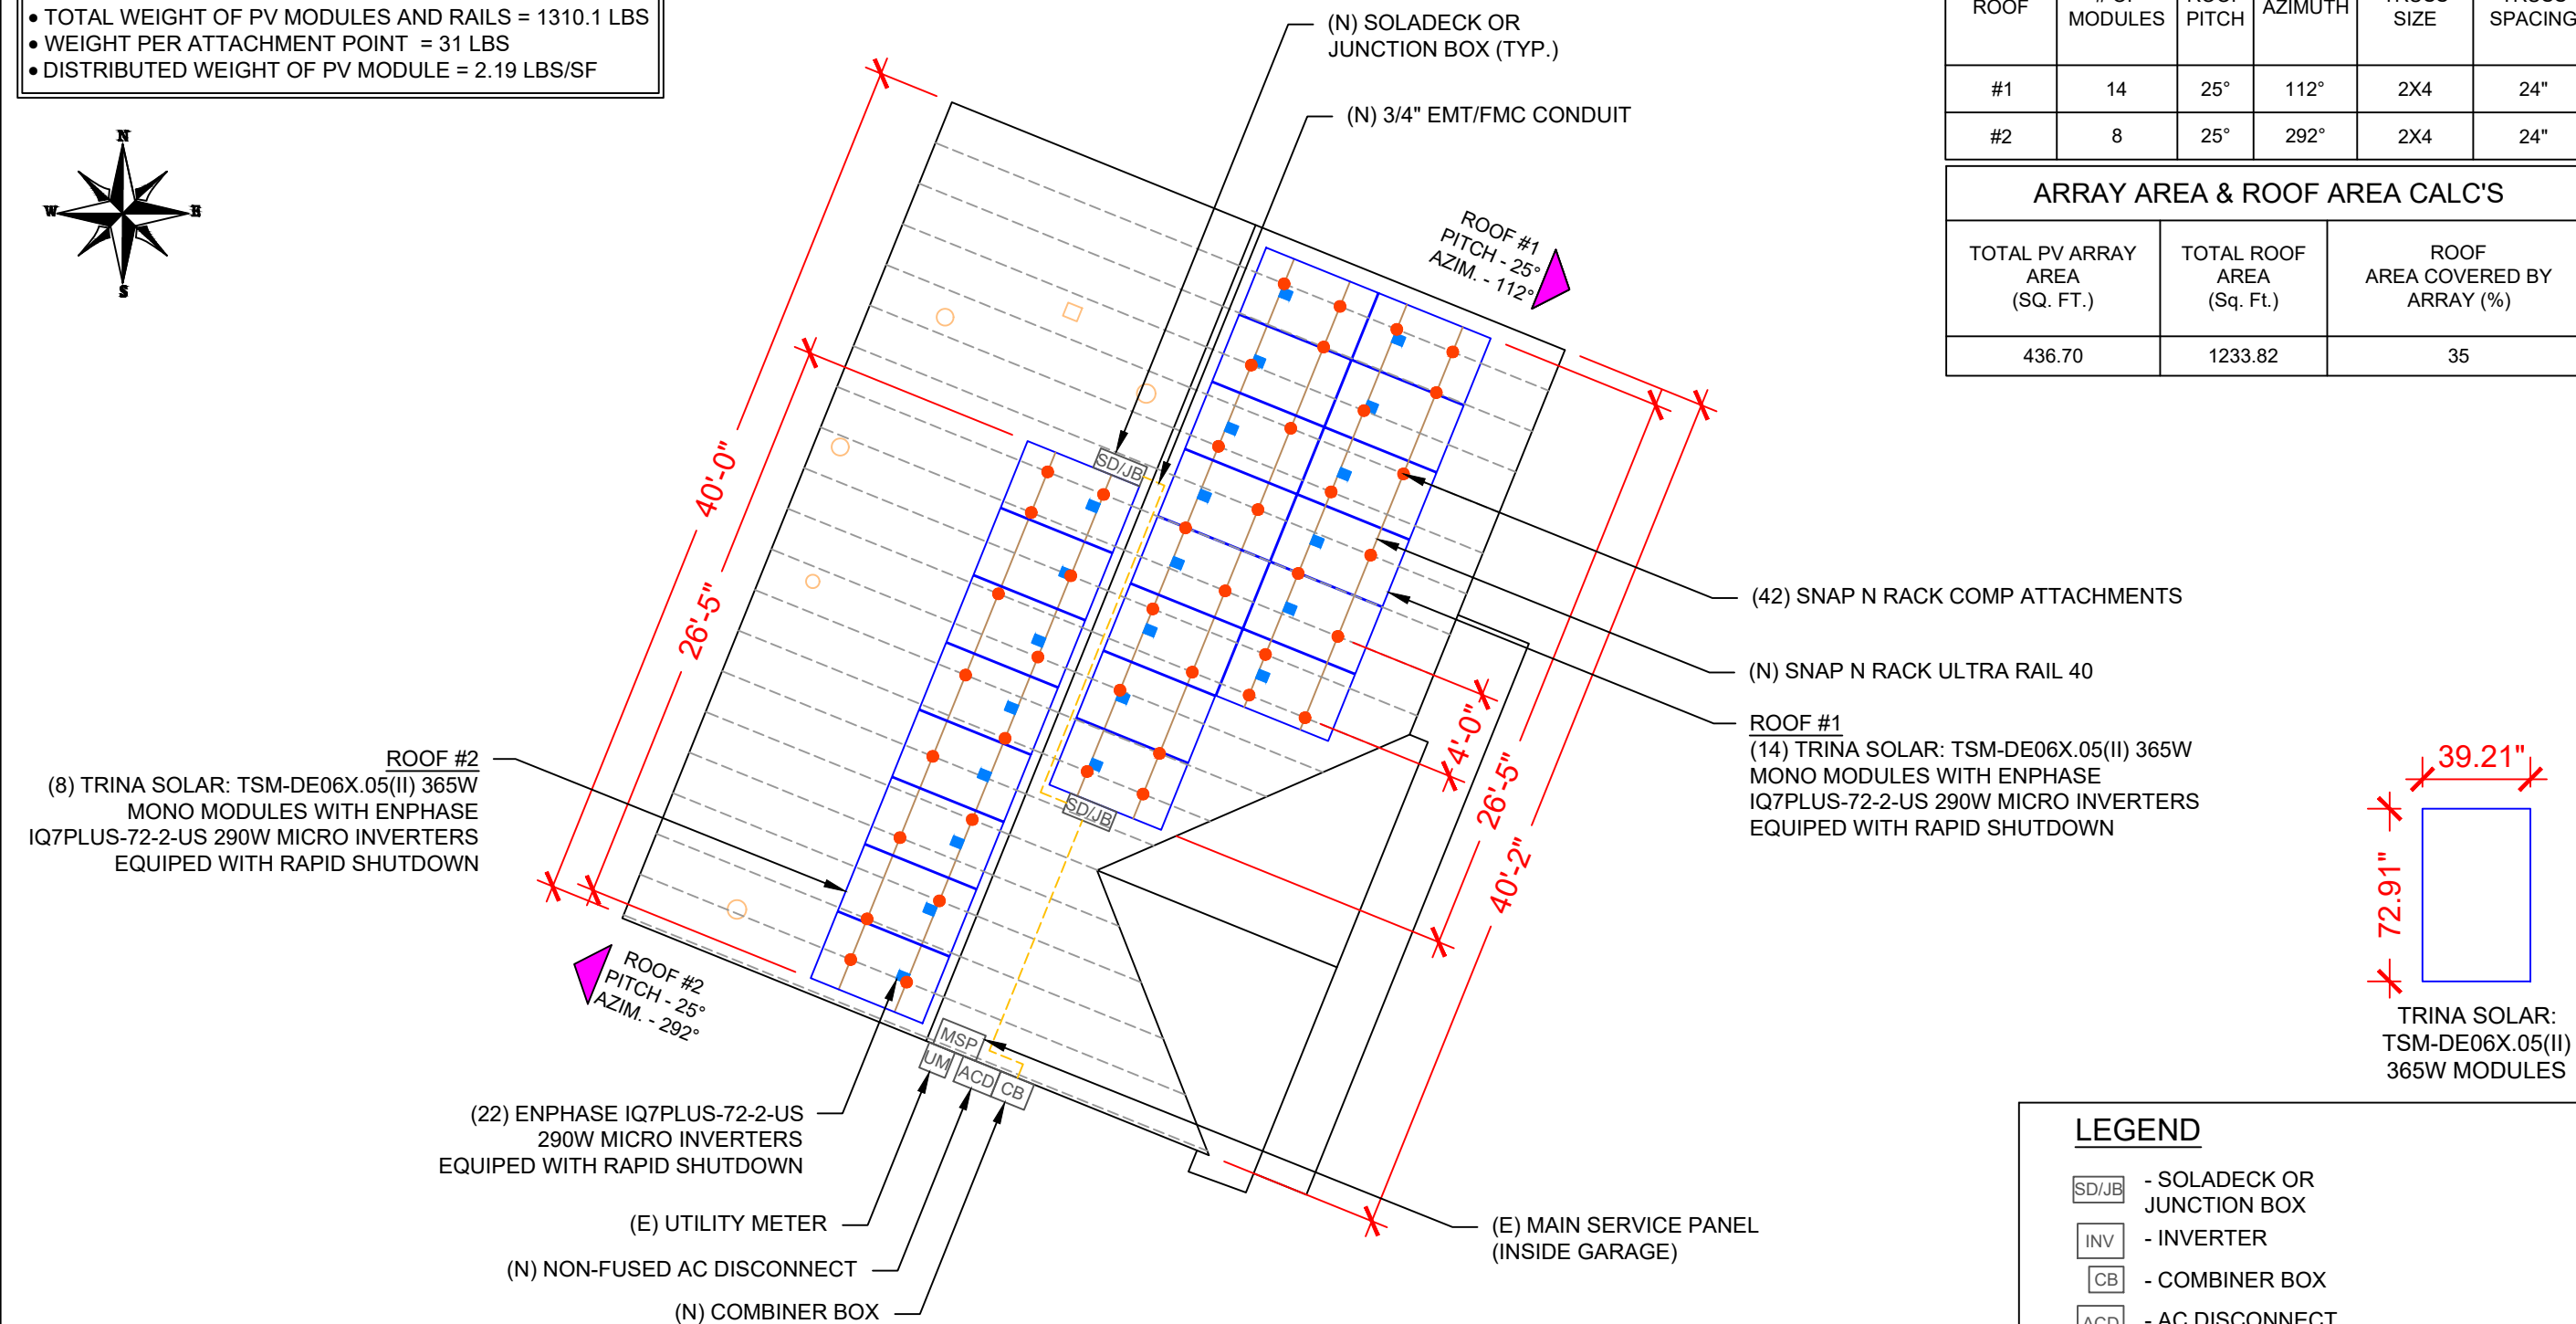 • TOTAL WEIGHT OF PV MODULES AND RAILS = 1310.1 LBS
• WEIGHT PER ATTACHMENT POINT = 31 LBS
• DISTRIBUTED WEIGHT OF PV MODULE = 2.19 LBS/SF
N
W
E
S
(N) SOLADECK OR
JUNCTION BOX (TYP.)
(N) 3/4" EMT/FMC CONDUIT
ROOF
MODULES
PITCH
AZIMUTH
SIZE
SPACING
#1 14 25° 112° 2X4 24"
#2 8 25° 292° 2X4 24"
ARRAY AREA & ROOF AREA CALC'S
TOTAL PV ARRAY
AREA
(SQ. FT.)
TOTAL ROOF
AREA
(Sq. Ft.)
ROOF
AREA COVERED BY
ARRAY (%)
436.70 1233.82 35
ROOF #1
PITCH - 25°
AZIM. - 112°
40'-0"
26'-5"
SD/JB
SD/JB
4'-0"
26'-5"
40'-2"
(42) SNAP N RACK COMP ATTACHMENTS
(N) SNAP N RACK ULTRA RAIL 40
ROOF #1
(14) TRINA SOLAR: TSM-DE06X.05(II) 365W
MONO MODULES WITH ENPHASE
IQ7PLUS-72-2-US 290W MICRO INVERTERS
EQUIPED WITH RAPID SHUTDOWN
ROOF #2
(8) TRINA SOLAR: TSM-DE06X.05(II) 365W
MONO MODULES WITH ENPHASE
IQ7PLUS-72-2-US 290W MICRO INVERTERS
EQUIPED WITH RAPID SHUTDOWN
39.21"
72.91"
TRINA SOLAR:
TSM-DE06X.05(II)
365W MODULES
ROOF #2
PITCH - 25°
AZIM. - 292°
MSP
UM
ACD
CB
(22) ENPHASE IQ7PLUS-72-2-US
290W MICRO INVERTERS
EQUIPED WITH RAPID SHUTDOWN
(E) UTILITY METER
(N) NON-FUSED AC DISCONNECT
(N) COMBINER BOX
(E) MAIN SERVICE PANEL
(INSIDE GARAGE)
LEGEND
SD/JB - SOLADECK OR
JUNCTION BOX
INV - INVERTER
CB - COMBINER BOX
ACD - AC DISCONNECT